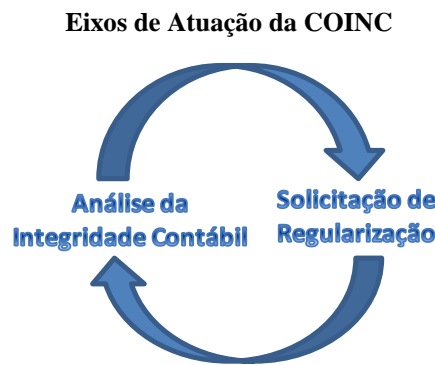 Eixos de Atuação da COINC
Análise da
Integridade Contábil
Solicitação de
Regularização